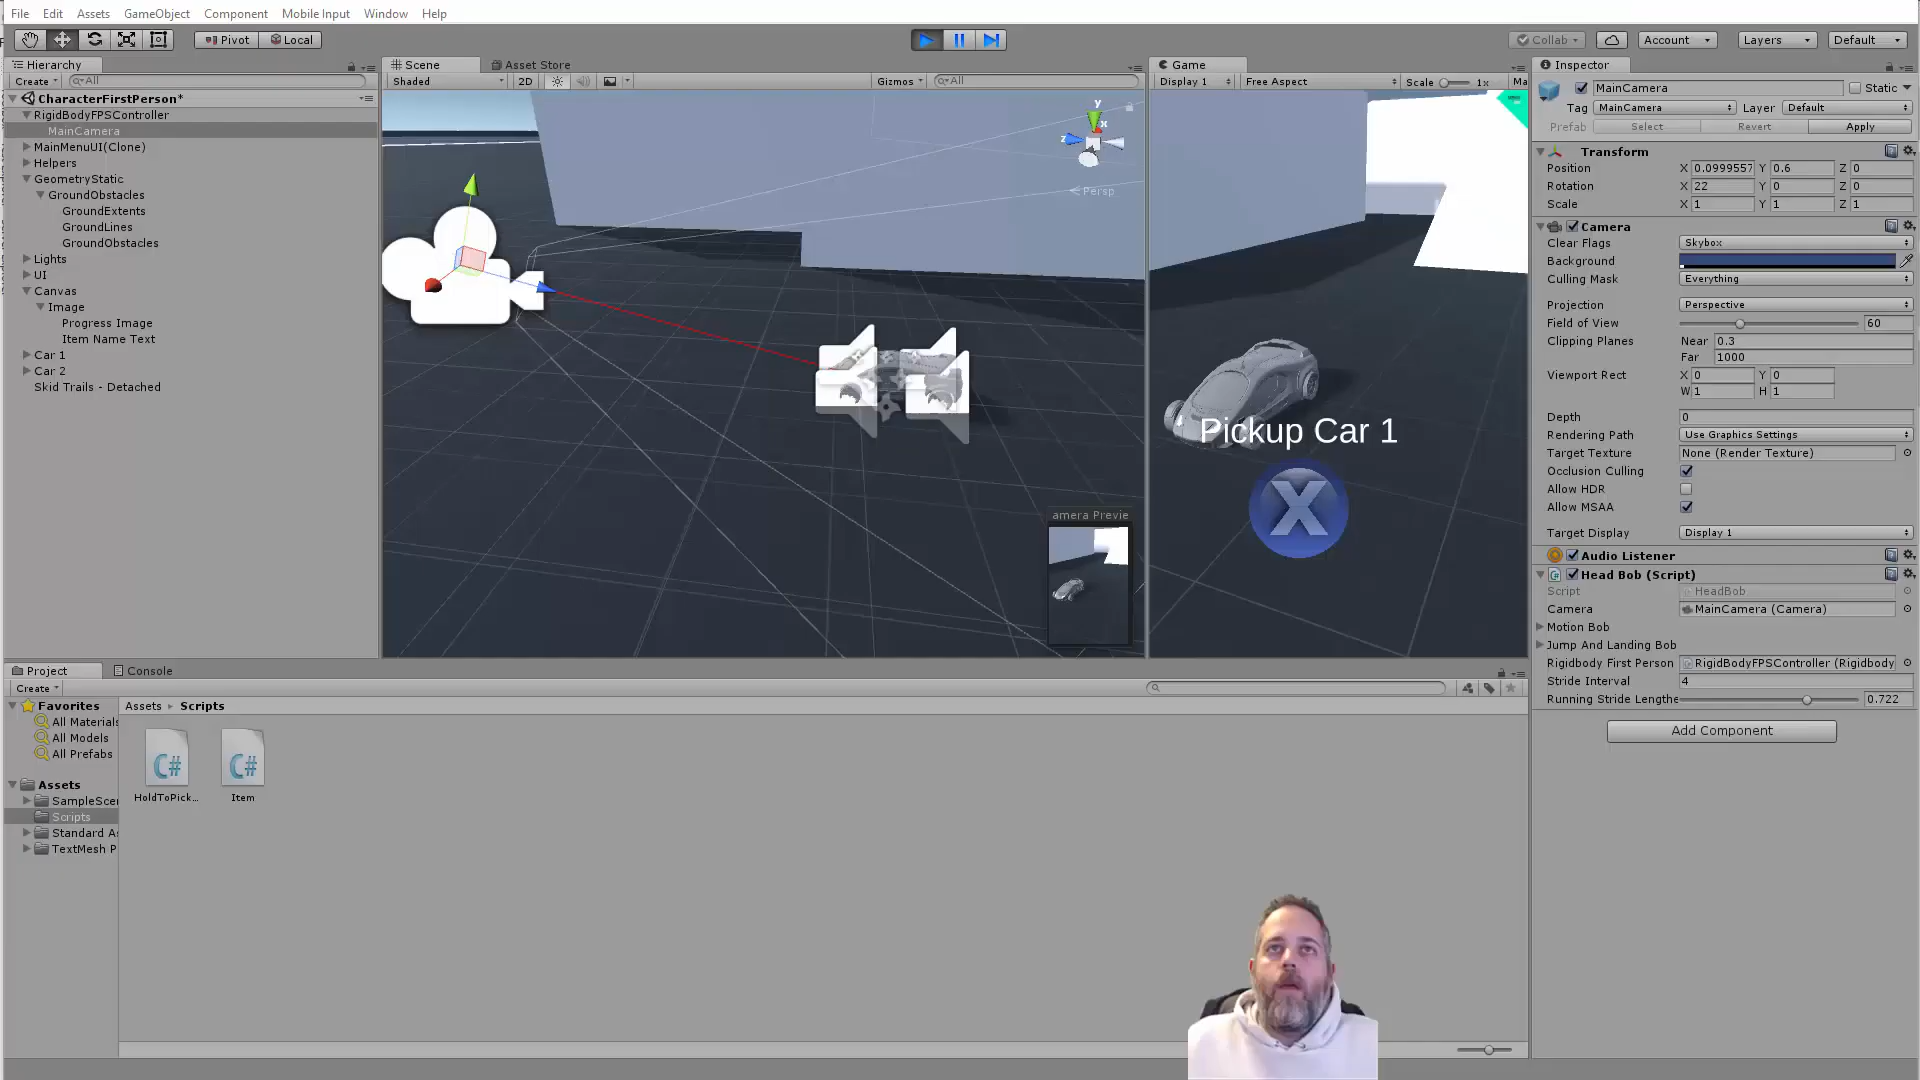 File Edit Assets GameObject Component Mobile Input Window Help
Pivot Local Collab Account Layers Default
Hierarchy
Create All
CharacterFirstPerson*
RigidBodyFPSController
MainCamera
MainMenuUI(Clone)
Helpers
GeometryStatic
GroundObstacles
GroundExtents
GroundLines
GroundObstacles
Lights
UI
Canvas
Image
Progress Image
Item Name Text
Car 1
Car 2
Skid Trails - Detached
Scene Asset Store
Shaded 2D Gizmos All
y
x
z
Persp
amera Previe
Game
Display 1 Free Aspect Scale 1x Ma
Pickup Car 1
X
Inspector
MainCamera Static
Tag MainCamera Layer Default
Prefab Select Revert Apply
Transform
Position X 0.0999557 Y 0.6 Z 0
Rotation X 22 Y 0 Z 0
Scale X 1 Y 1 Z 1
Camera
Clear Flags Skybox
Background
Culling Mask Everything
Projection Perspective
Field of View 60
Clipping Planes Near 0.3
Far 1000
Viewport Rect X 0 Y 0
W 1 H 1
Depth 0
Rendering Path Use Graphics Settings
Target Texture None (Render Texture)
Occlusion Culling
Allow HDR
Allow MSAA
Target Display Display 1
Audio Listener
Head Bob (Script)
Script HeadBob
Camera MainCamera (Camera)
Motion Bob
Jump And Landing Bob
Rigidbody First Person RigidBodyFPSController (Rigidbody
Stride Interval 4
Running Stride Lengthe 0.722
Add Component
Project Console
Create
Favorites
All Materials
All Models
All Prefabs
Assets
SampleScer
Scripts
Standard As
TextMesh P
Assets Scripts
C# C#
HoldToPick... Item